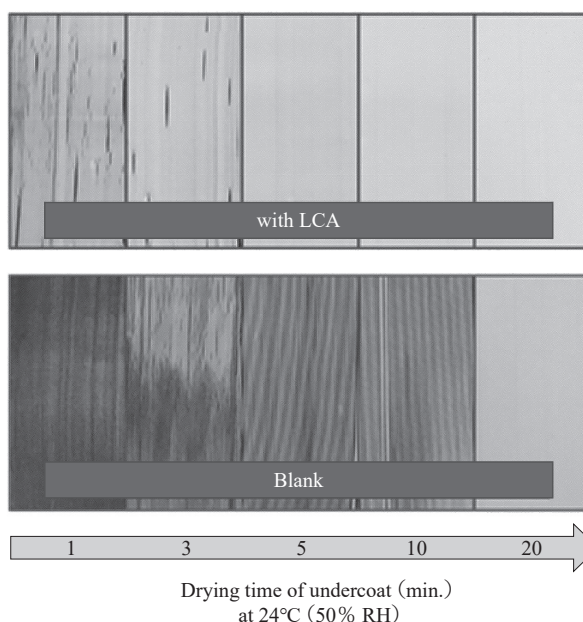 with LCA
Blank
1 3 5 10 20
Drying time of undercoat（min.）
at 24℃（50% RH）